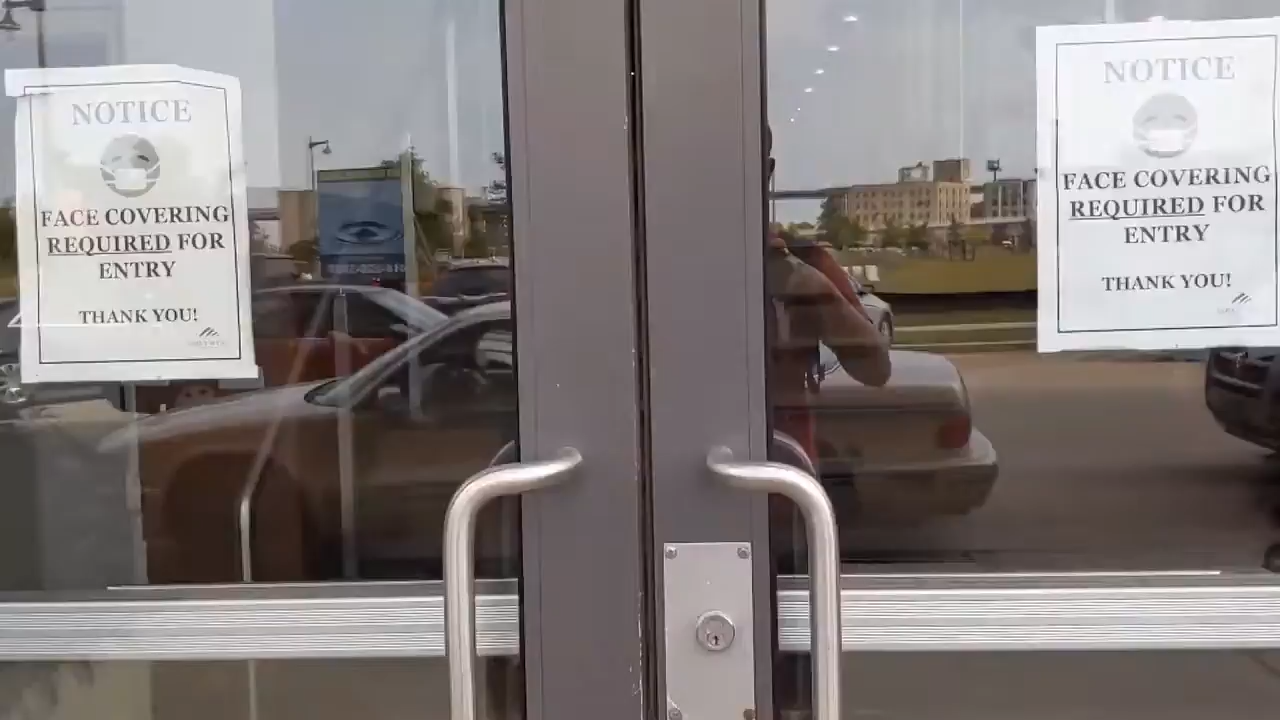 NOTICE
FACE COVERING
REQUIRED FOR
ENTRY
THANK YOU!
NOTICE
FACE COVERING
REQUIRED FOR
ENTRY
THANK YOU!